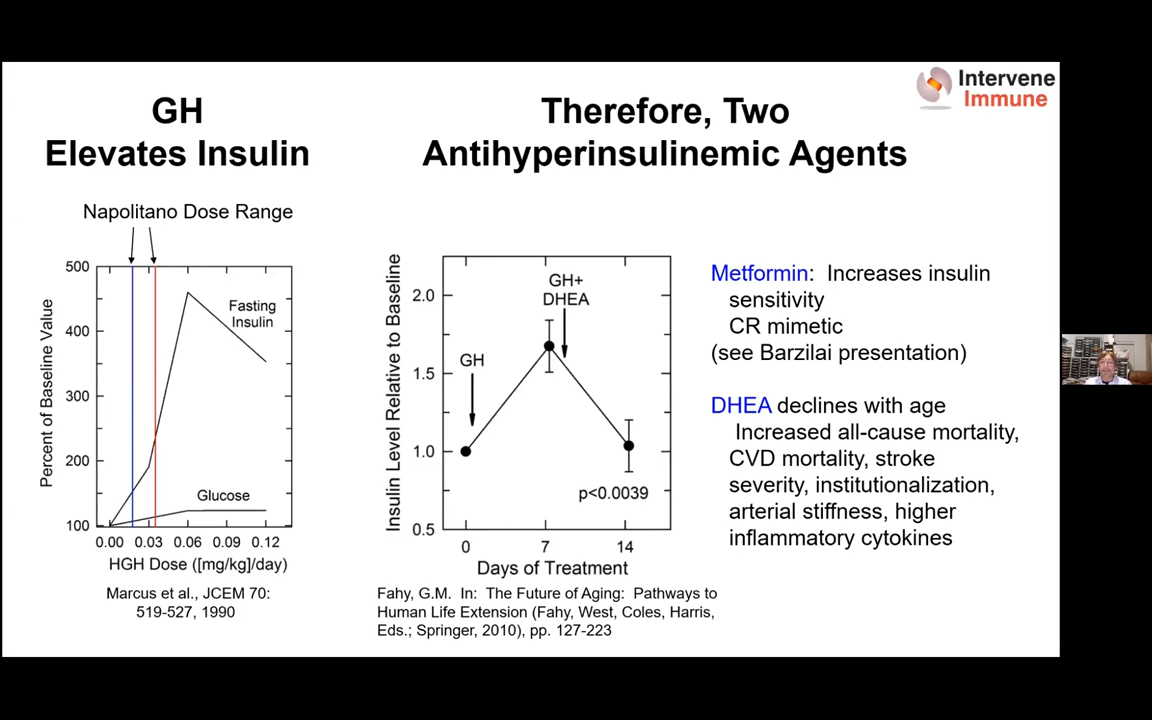 Intervene
Immune
GH
Elevates Insulin
Therefore, Two
Antihyperinsulinemic Agents
Napolitano Dose Range
500
400
300
200
100
Percent of Baseline Value
Fasting
Insulin
Glucose
0.00 0.03 0.06 0.09 0.12
HGH Dose ([mg/kg]/day)
Marcus et al., JCEM 70:
519-527, 1990
2.0
1.5
1.0
0.5
Insulin Level Relative to Baseline
GH
GH+
DHEA
p<0.0039
0 7 14
Days of Treatment
Fahy, G.M. In: The Future of Aging: Pathways to
Human Life Extension (Fahy, West, Coles, Harris,
Eds.; Springer, 2010), pp. 127-223
Metformin: Increases insulin
sensitivity
CR mimetic
(see Barzilai presentation)
DHEA declines with age
Increased all-cause mortality,
CVD mortality, stroke
severity, institutionalization,
arterial stiffness, higher
inflammatory cytokines